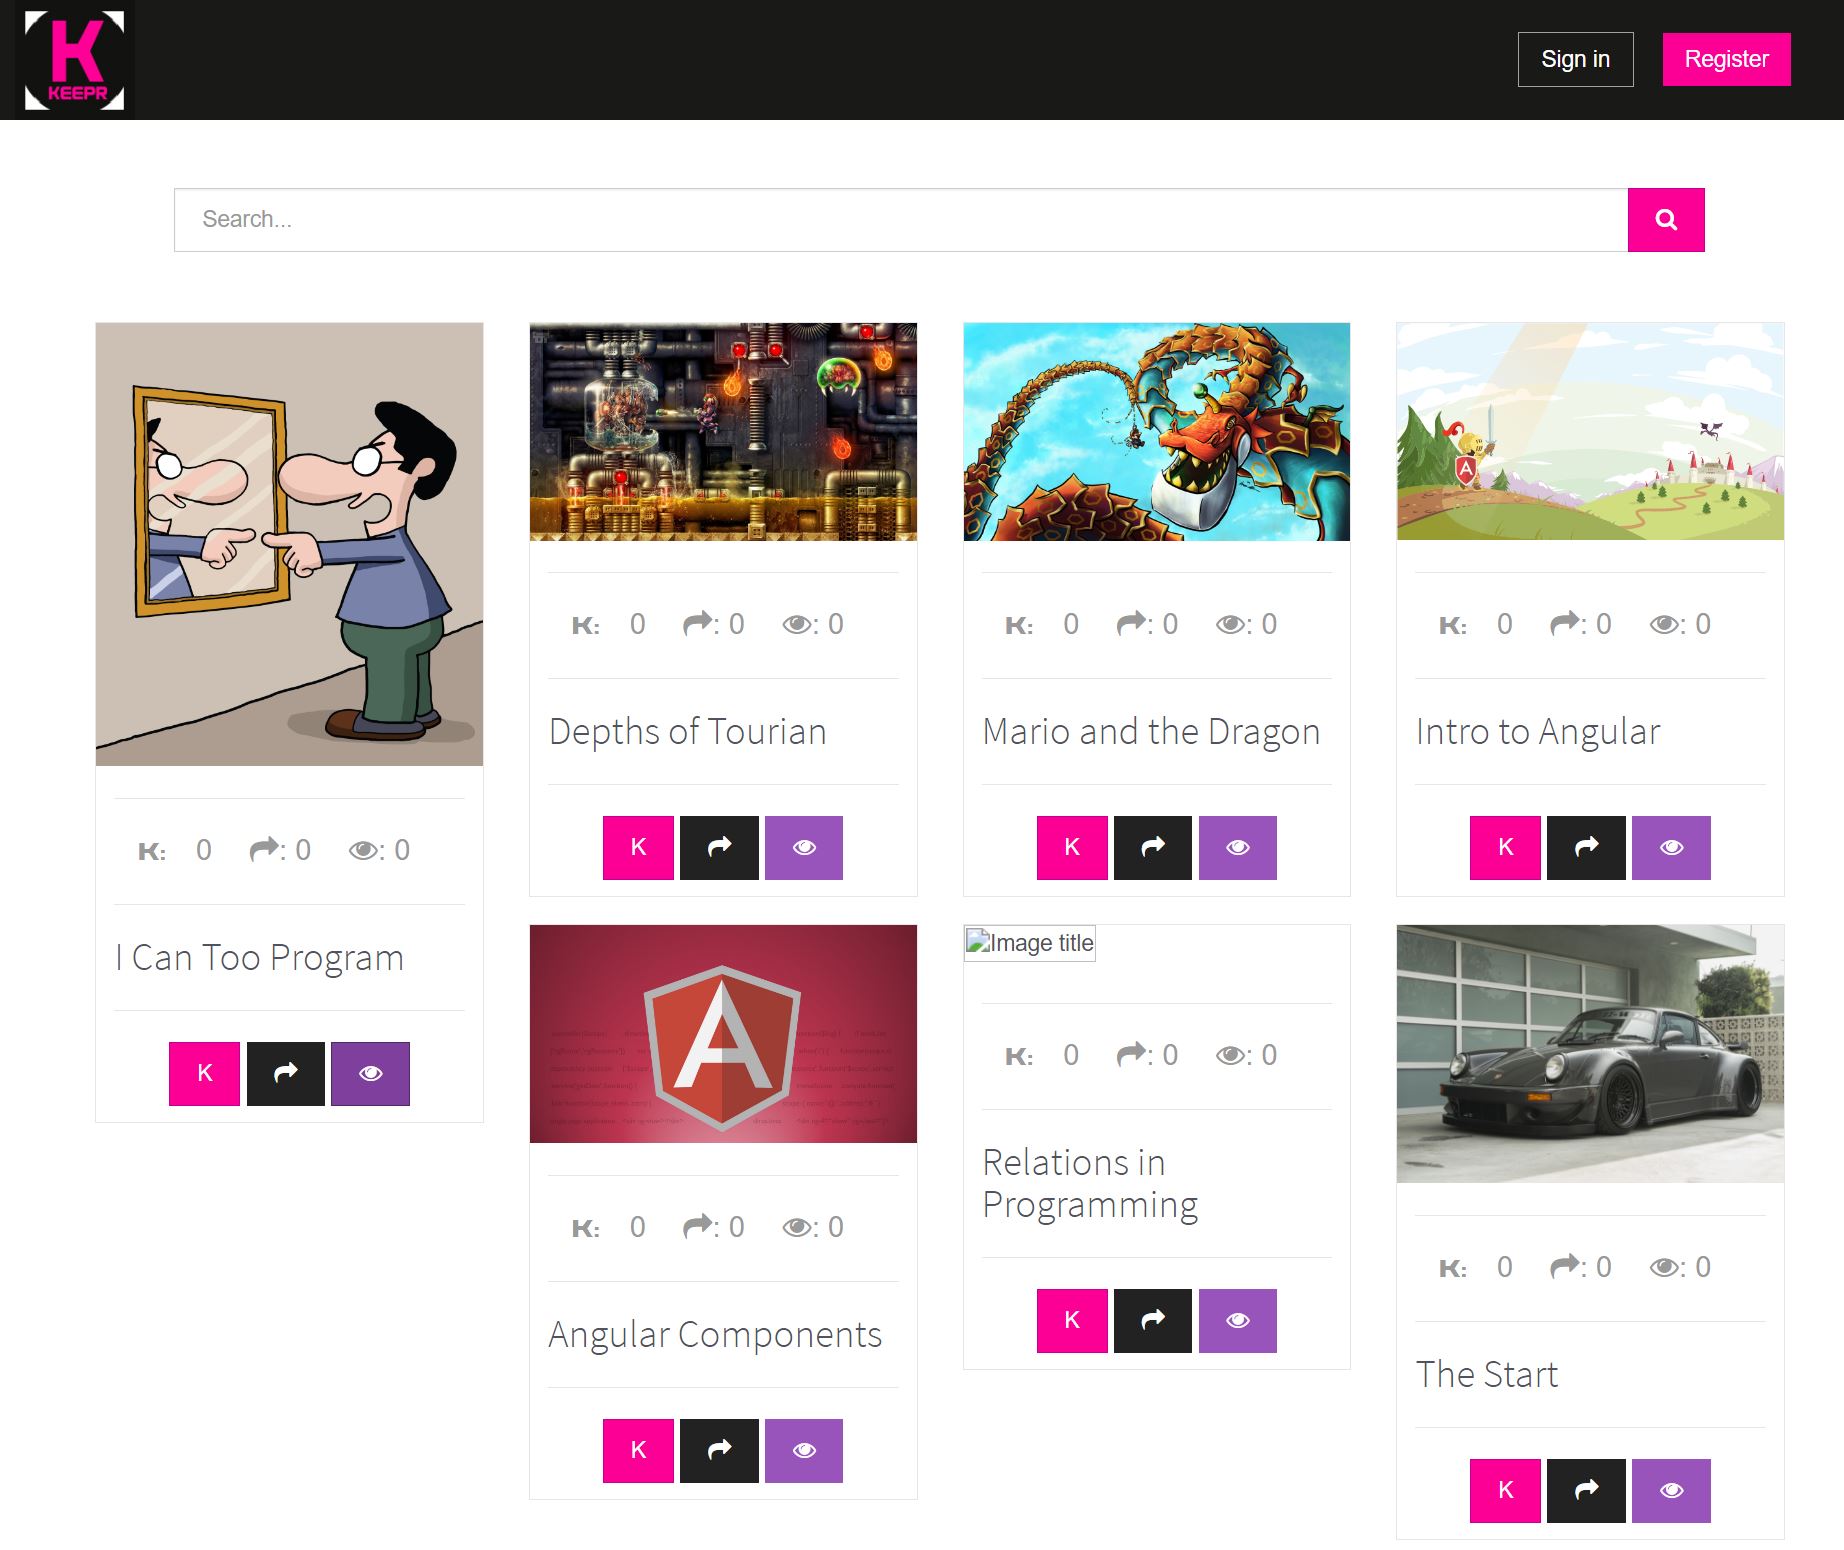 K
KEEPR
Sign in
Register
Search...
K: 0 : 0 : 0
I Can Too Program
K
K: 0 : 0 : 0
Depths of Tourian
K
K: 0 : 0 : 0
Mario and the Dragon
K
A
K: 0 : 0 : 0
Intro to Angular
K
A
K: 0 : 0 : 0
Angular Components
K
Image title
K: 0 : 0 : 0
Relations in
Programming
K
K: 0 : 0 : 0
The Start
K